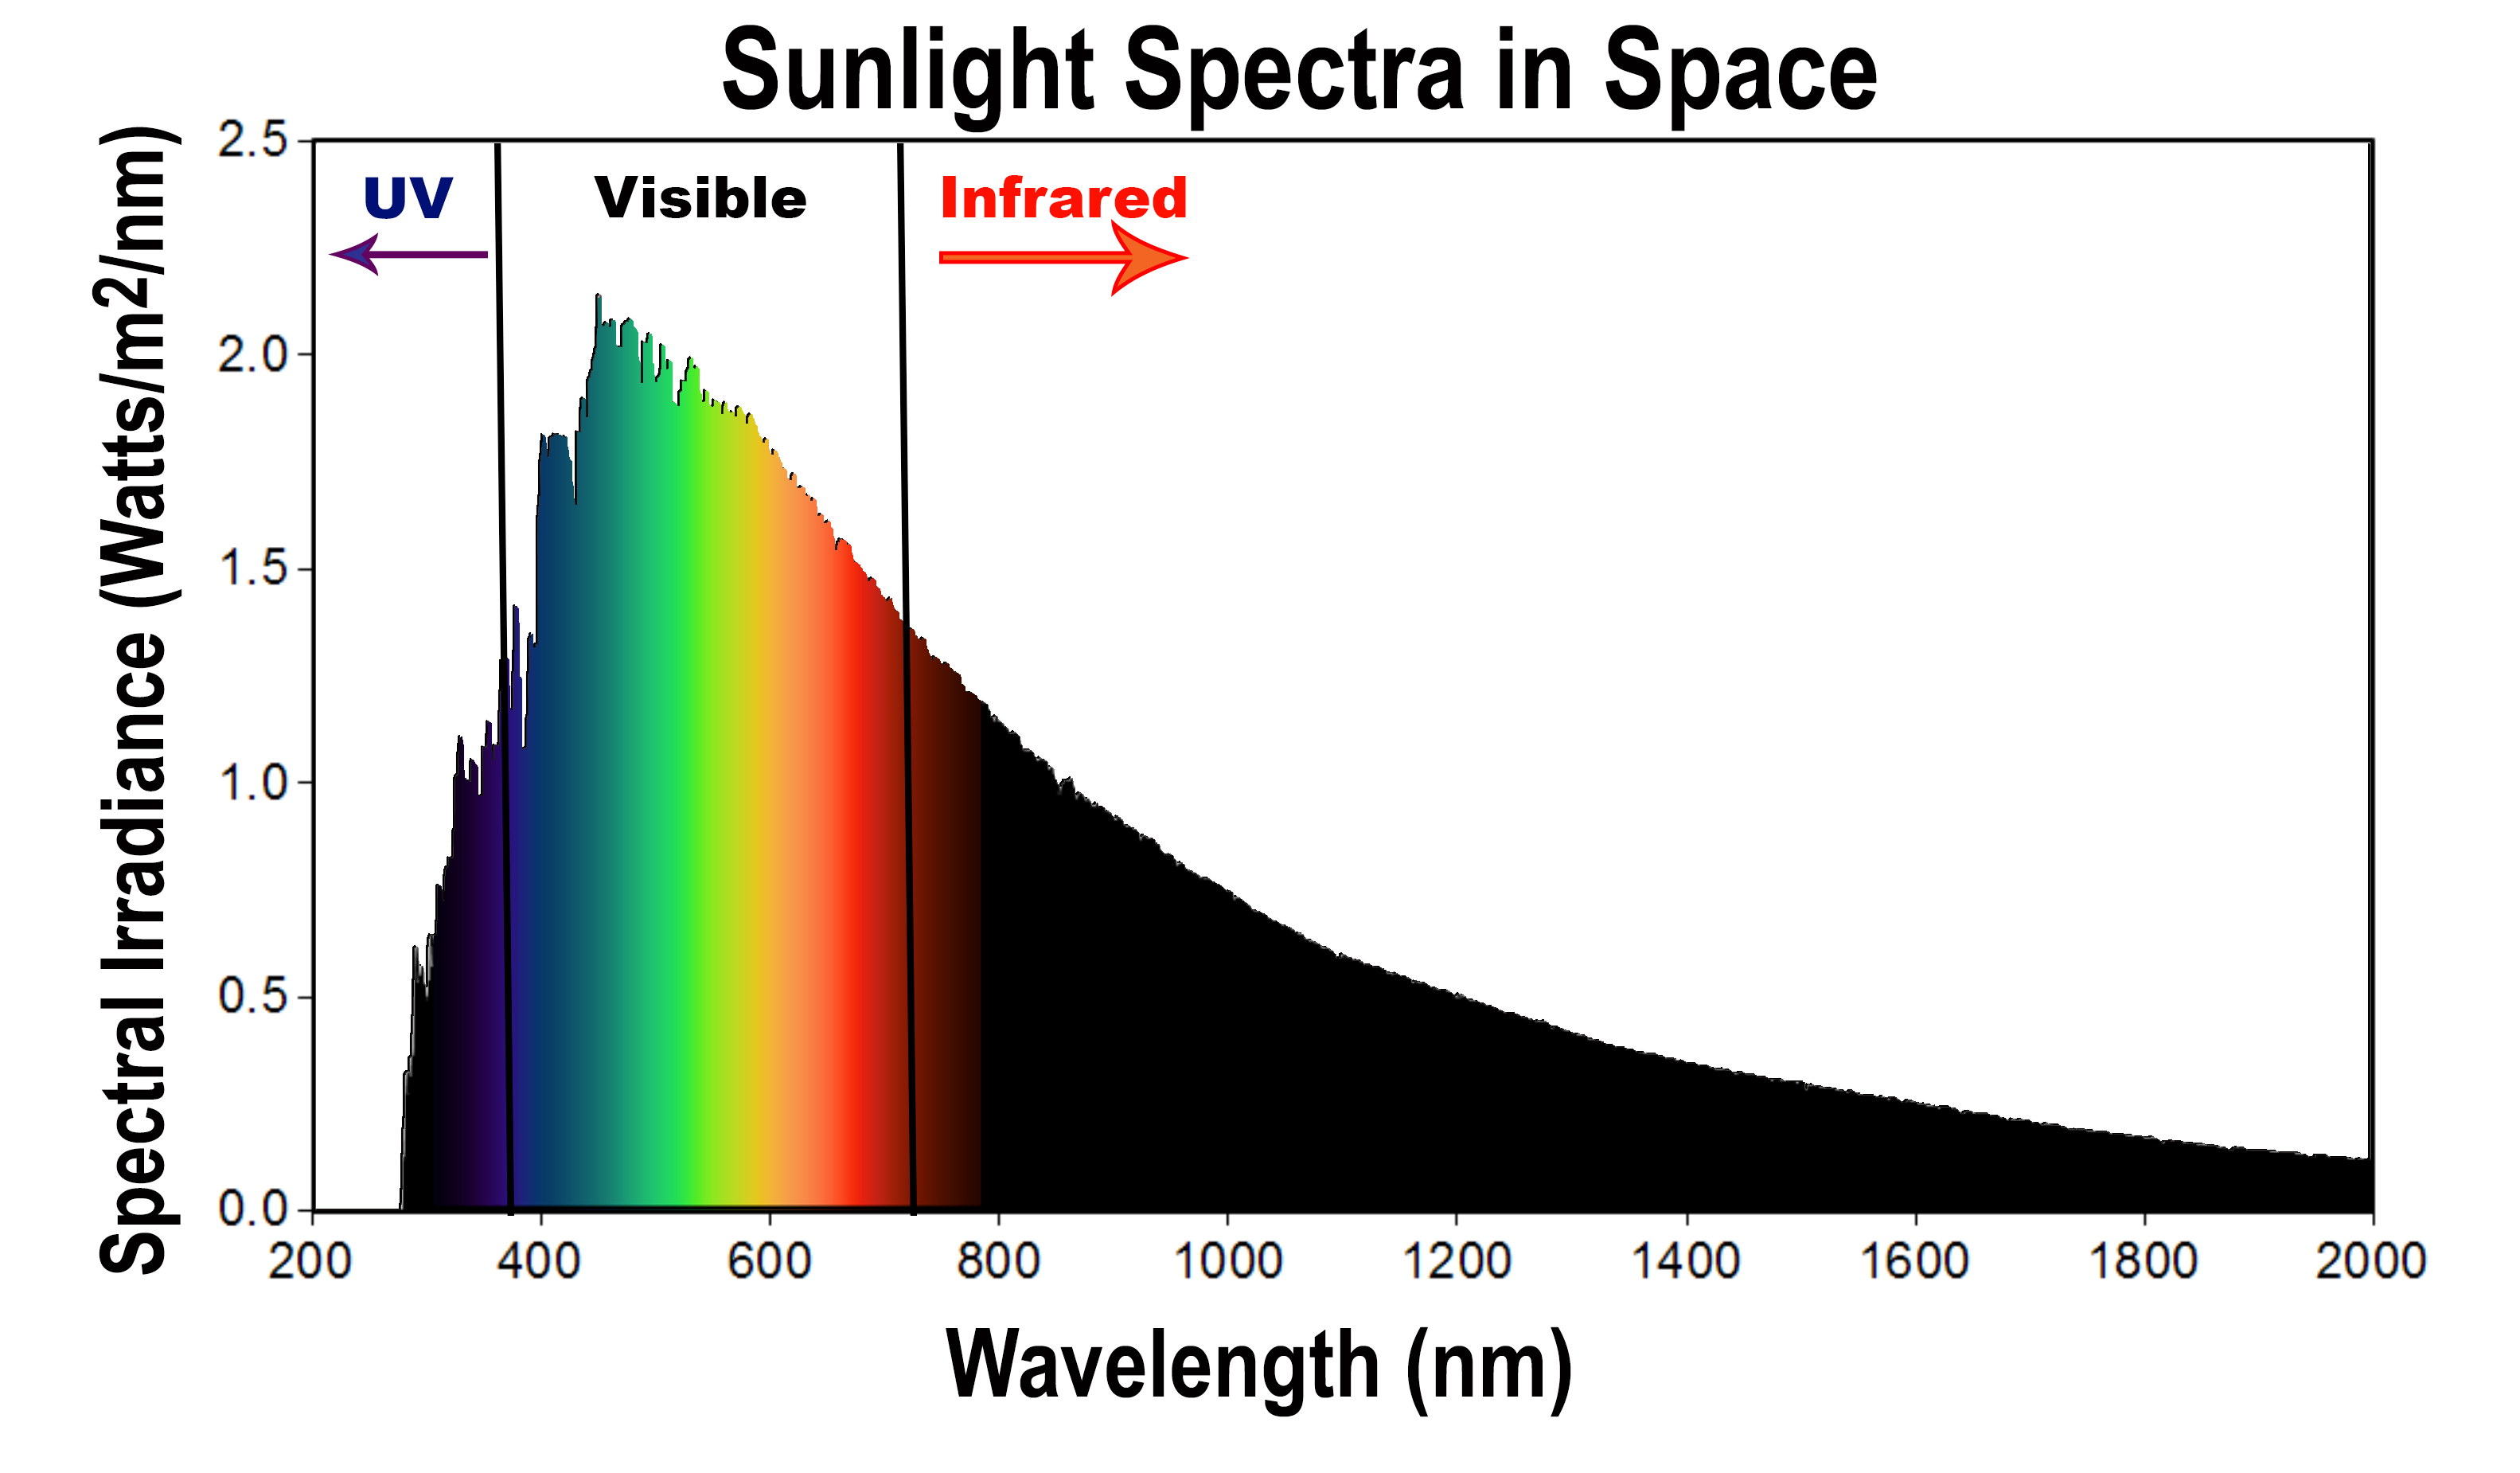 Sunlight Spectra in Space
Spectral Irradiance (Watts/m2/nm)
2.5
2.0
1.5
1.0
0.5
0.0
UV
Visible
Infrared
200 400 600 800 1000 1200 1400 1600 1800 2000
Wavelength (nm)